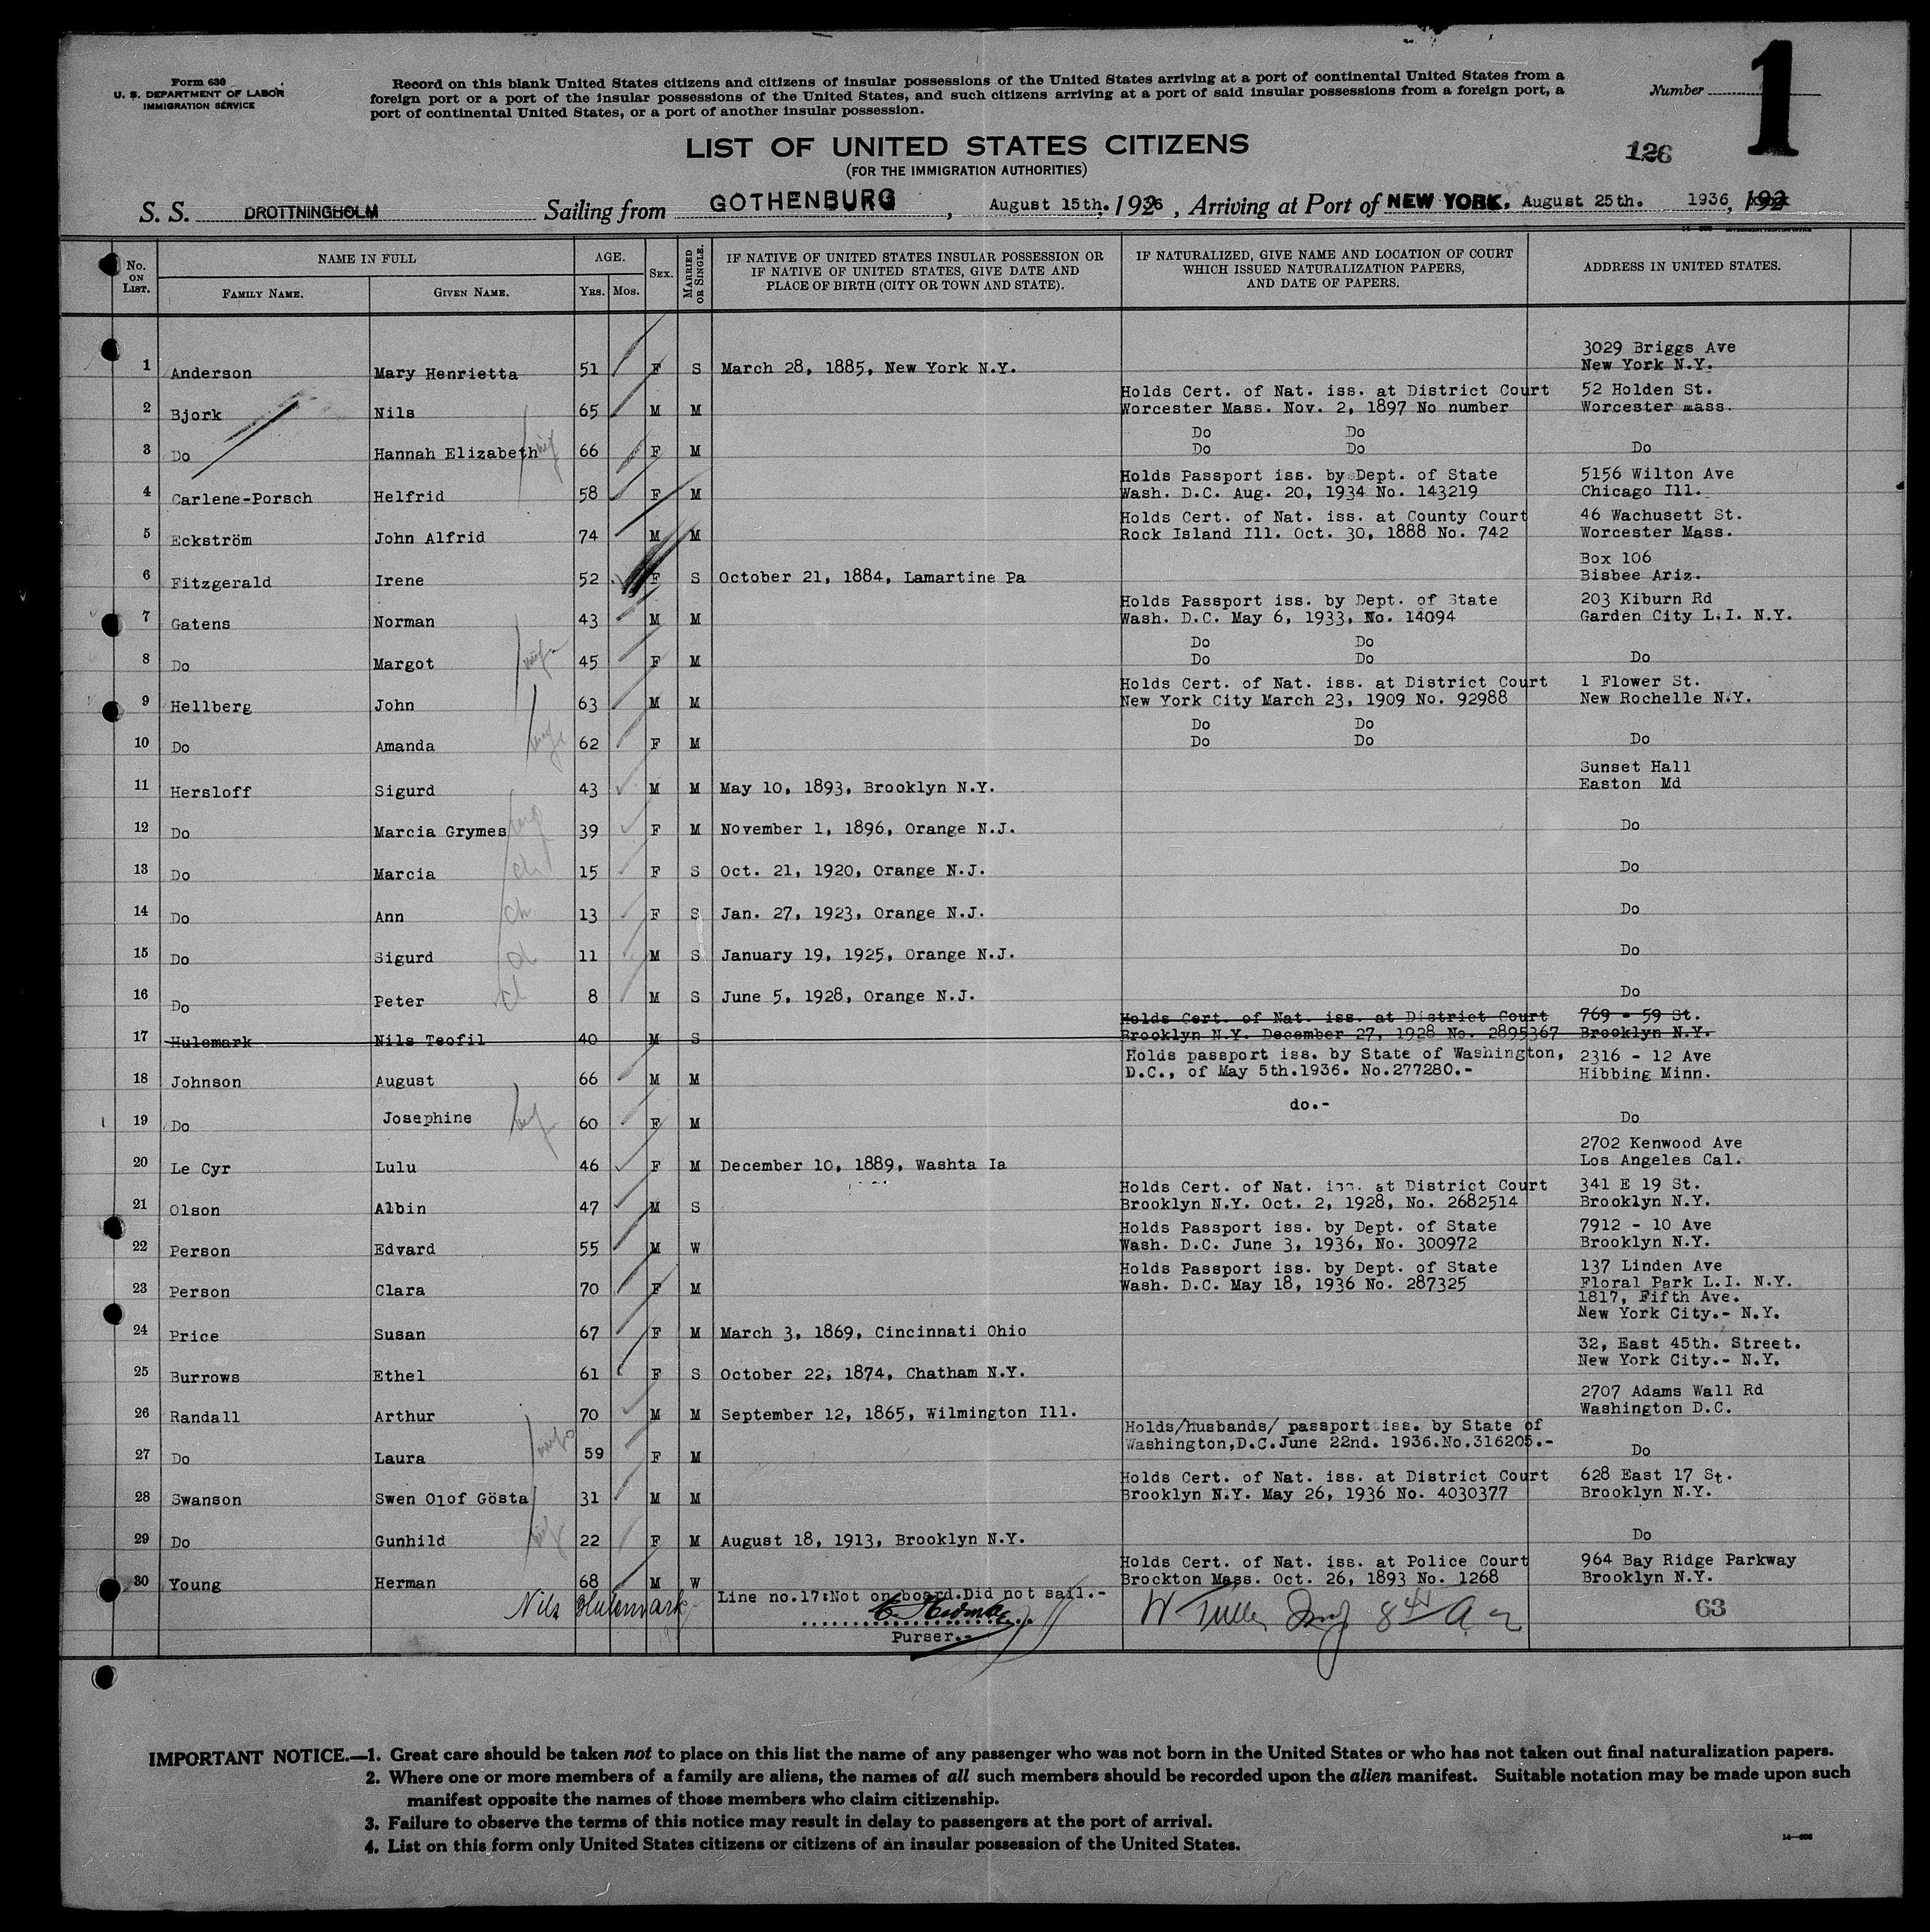 Form 630
U. S. DEPARTMENT OF LABOR
IMMIGRATION SERVICE
Record on this blank United States citizens and citizens of insular possessions of the United States arriving at a port of continental United States from a
foreign port or a port of the insular possessions of the United States, and such citizens arriving at a port of said insular possessions from a foreign port, a
port of continental United States, or a port of another insular possession.
Number
1
126
LIST OF UNITED STATES CITIZENS
(FOR THE IMMIGRATION AUTHORITIES)
S. S. DROTTNINGHOLM Sailing from GOTHENBURG, August 15th. 1936, Arriving at Port of NEW YORK. August 25th. 1936, 192
No. ON LIST. NAME IN FULL AGE. SEX. MARRIED OR SINGLE. IF NATIVE OF UNITED STATES INSULAR POSSESSION OR IF NATIVE OF UNITED STATES, GIVE DATE AND PLACE OF BIRTH (CITY OR TOWN AND STATE). IF NATURALIZED, GIVE NAME AND LOCATION OF COURT WHICH ISSUED NATURALIZATION PAPERS, AND DATE OF PAPERS. ADDRESS IN UNITED STATES.
FAMILY NAME. GIVEN NAME. YRS. MOS.
3029 Briggs Ave
1 Anderson Mary Henrietta 51 F S March 28, 1885, New York N.Y. New York N.Y.
Holds Cert. of Nat. iss. at District Court 52 Holden St.
2 Bjork Nils 65 M M Worcester Mass. Nov. 2, 1897 No number Worcester mass.
Do Do
3 Do Hannah Elizabeth 66 F M Do Do Do
Holds Passport iss. by Dept. of State 5156 Wilton Ave
4 Carlene-Porsch Helfrid 58 F M Wash. D.C. Aug. 20, 1934 No. 143219 Chicago Ill.
Holds Cert. of Nat. iss. at County Court 46 Wachusett St.
5 Eckström John Alfrid 74 M M Rock Island Ill. Oct. 30, 1888 No. 742 Worcester Mass.
Box 106
6 Fitzgerald Irene 52 F S October 21, 1884, Lamartine Pa Bisbee Ariz.
Holds Passport iss. by Dept. of State 203 Kiburn Rd
7 Gatens Norman 43 M M Wash. D.C. May 6, 1933, No. 14094 Garden City L.I. N.Y.
Do Do
8 Do Margot 45 F M Do Do Do
Holds Cert. of Nat. iss. at District Court 1 Flower St.
9 Hellberg John 63 M M New York City March 23, 1909 No. 92988 New Rochelle N.Y.
Do Do
10 Do Amanda 62 F M Do Do Do
Sunset Hall
11 Hersloff Sigurd 43 M M May 10, 1893, Brooklyn N.Y. Easton Md
12 Do Marcia Grymes 39 F M November 1, 1896, Orange N.J. Do
13 Do Marcia 15 F S Oct. 21, 1920, Orange N.J. Do
14 Do Ann 13 F S Jan. 27, 1923, Orange N.J. Do
15 Do Sigurd 11 M S January 19, 1925, Orange N.J. Do
16 Do Peter 8 M S June 5, 1928, Orange N.J. Do
Holds Cert. of Nat. iss. at District Court 769 - 59 St.
17 Hulemark Nils Teofil 40 M S Brooklyn N.Y. December 27, 1928 No. 2895367 Brooklyn N.Y.
Holds passport iss. by State of Washington, 2316 - 12 Ave
18 Johnson August 66 M M D.C., of May 5th.1936. No.277280.- Hibbing Minn.
do.-
19 Do Josephine 60 F M Do
2702 Kenwood Ave
20 Le Cyr Lulu 46 F M December 10, 1889, Washta Ia Los Angeles Cal.
Holds Cert. of Nat. iss. at District Court 341 E 19 St.
21 Olson Albin 47 M S Brooklyn N.Y. Oct. 2, 1928, No. 2682514 Brooklyn N.Y.
Holds Passport iss. by Dept. of State 7912 - 10 Ave
22 Person Edvard 55 M W Wash. D.C. June 3, 1936, No. 300972 Brooklyn N.Y.
Holds Passport iss. by Dept. of State 137 Linden Ave
23 Person Clara 70 F M Wash. D.C. May 18, 1936 No. 287325 Floral Park L.I. N.Y.
1817, Fifth Ave.
New York City.- N.Y.
24 Price Susan 67 F M March 3, 1869, Cincinnati Ohio
32, East 45th. Street.
New York City.- N.Y.
25 Burrows Ethel 61 F S October 22, 1874, Chatham N.Y.
2707 Adams Wall Rd
26 Randall Arthur 70 M M September 12, 1865, Wilmington Ill. Washington D.C.
Holds/husbands/ passport iss. by State of
Washington,D.C.June 22nd. 1936.No.316205.-
27 Do Laura 59 F M Do
Holds Cert. of Nat. iss. at District Court 628 East 17 St.
28 Swanson Swen Olof Gösta 31 M M Brooklyn N.Y. May 26, 1936 No. 4030377 Brooklyn N.Y.
29 Do Gunhild 22 F M August 18, 1913, Brooklyn N.Y. Do
Holds Cert. of Nat. iss. at Police Court 964 Bay Ridge Parkway
30 Young Herman 68 M W Brockton Mass. Oct. 26, 1893 No. 1268 Brooklyn N.Y.
Nils Hulemark Line no.17:Not on board.Did not sail.-
63
Purser.-
IMPORTANT NOTICE.—1. Great care should be taken not to place on this list the name of any passenger who was not born in the United States or who has not taken out final naturalization papers.
2. Where one or more members of a family are aliens, the names of all such members should be recorded upon the alien manifest. Suitable notation may be made upon such
manifest opposite the names of those members who claim citizenship.
3. Failure to observe the terms of this notice may result in delay to passengers at the port of arrival.
4. List on this form only United States citizens or citizens of an insular possession of the United States.